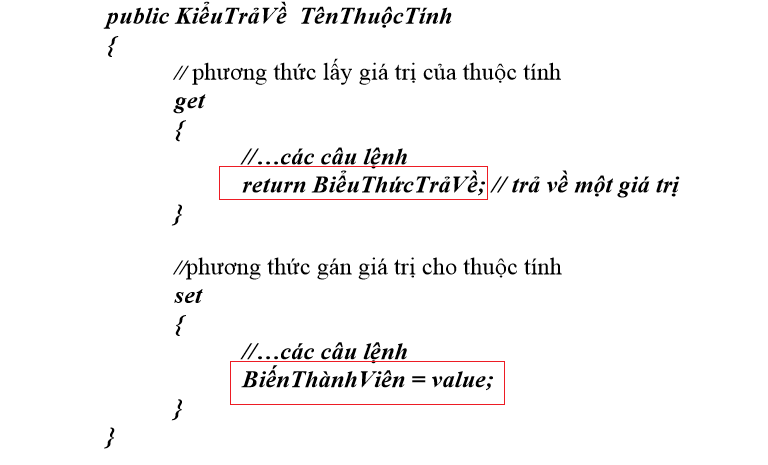 public KiểuTrảVề TênThuộcTính
{
// phương thức lấy giá trị của thuộc tính
get
{
//…các câu lệnh
return BiểuThứcTrảVề; // trả về một giá trị
}
//phương thức gán giá trị cho thuộc tính
set
{
//…các câu lệnh
BiếnThànhViên = value;
}
}